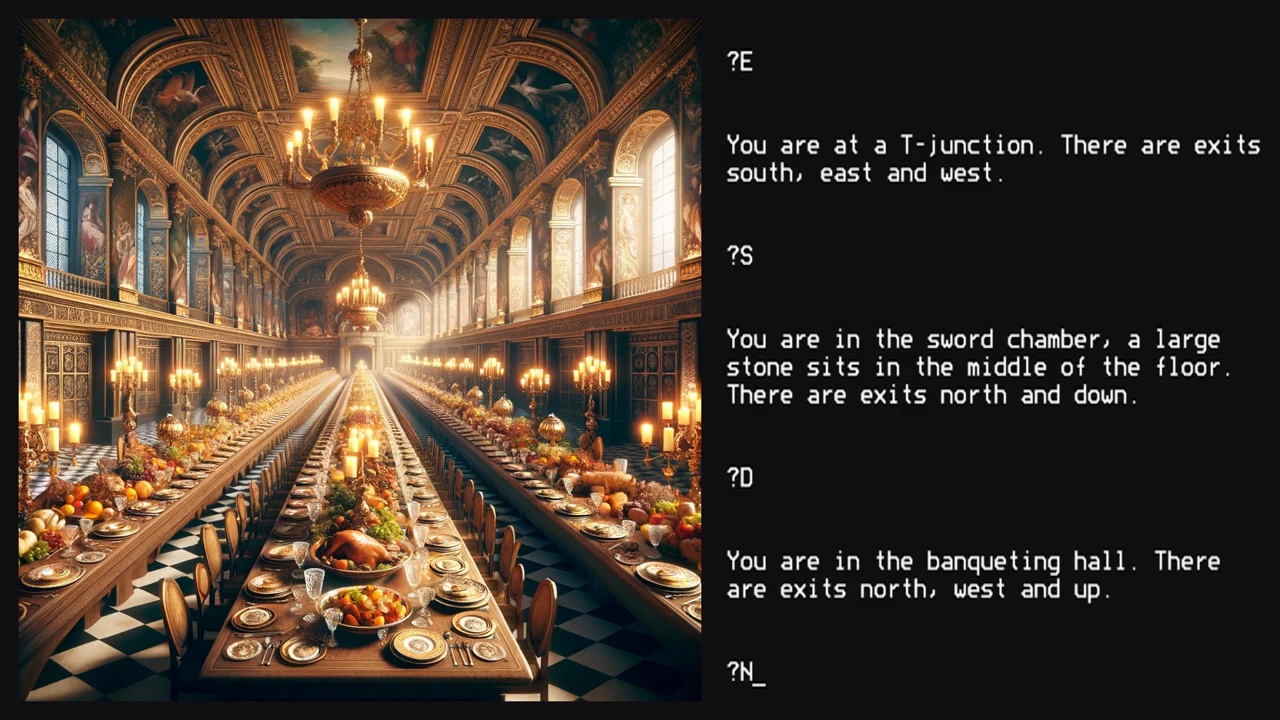 ?E
You are at a T-junction. There are exits
south, east and west.
?S
You are in the sword chamber, a large
stone sits in the middle of the floor.
There are exits north and down.
?D
You are in the banqueting hall. There
are exits north, west and up.
?N_